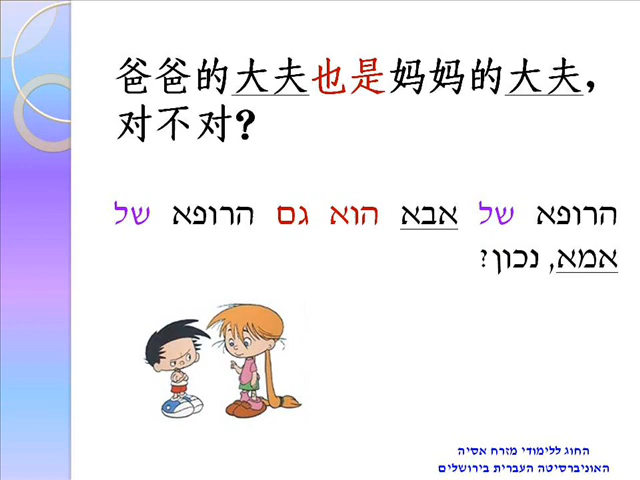 爸爸的大夫也是妈妈的大夫，
对不对？
הרופא של אבא הוא גם הרופא של
אמא, נכון?
החוג ללימודי מזרח אסיה
האוניברסיטה העברית בירושלים